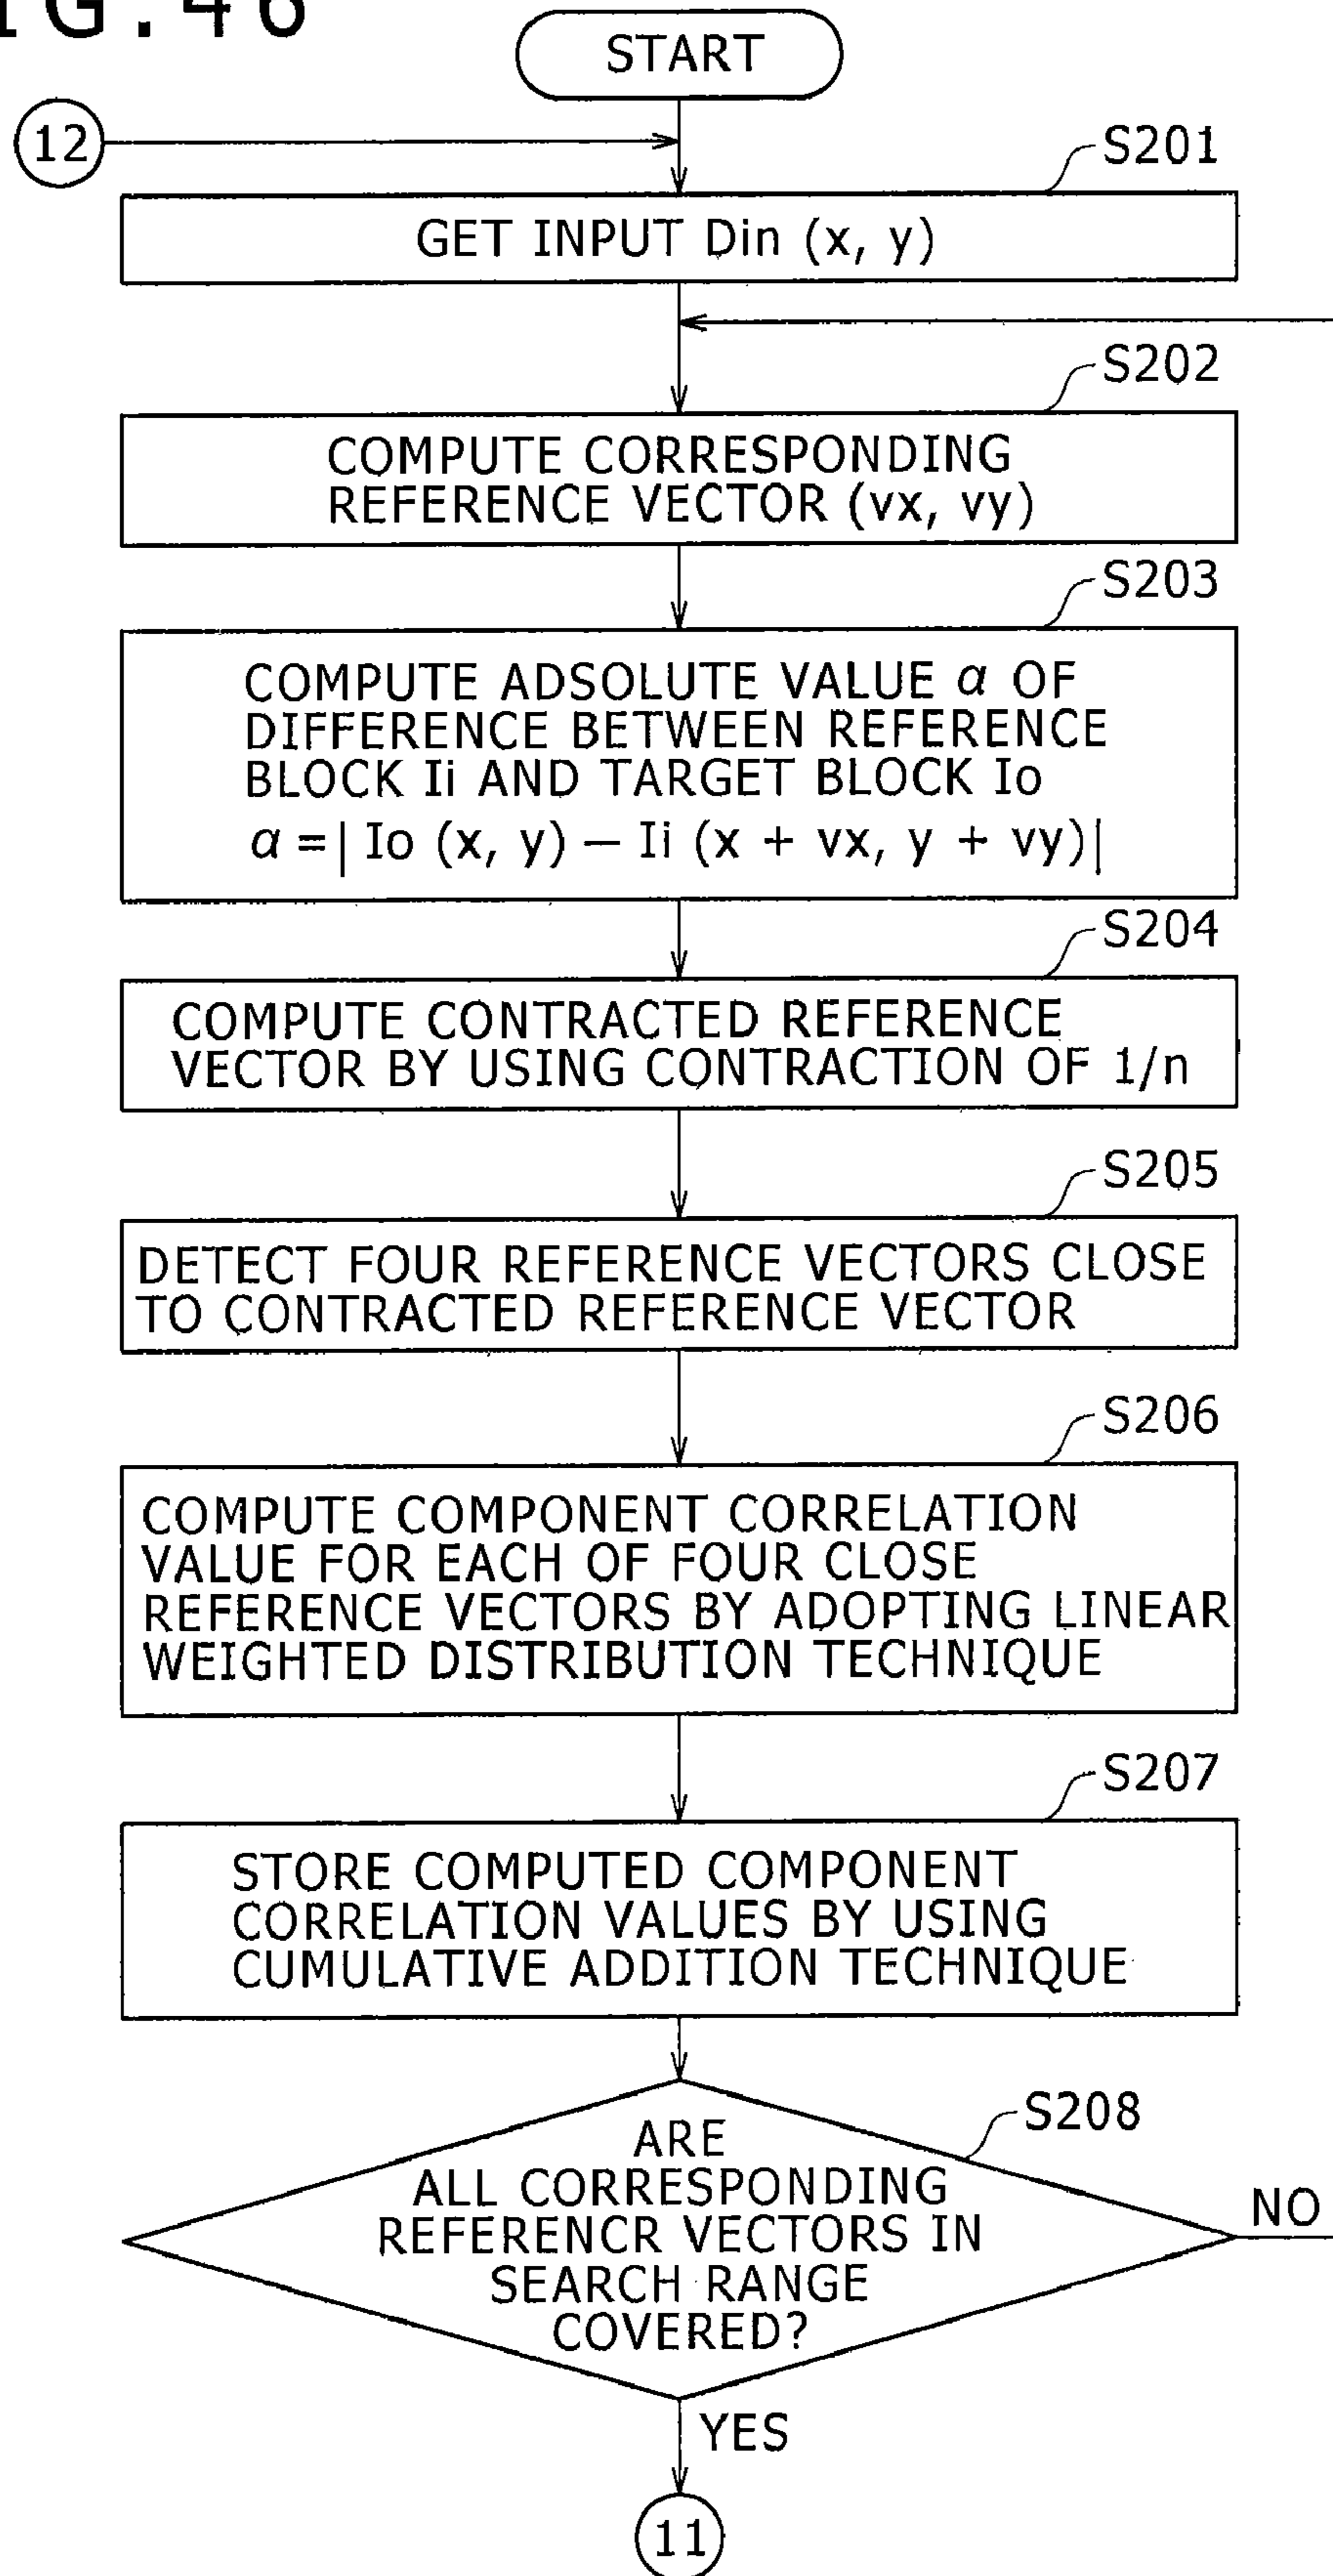 IG.46
START
12
S201
GET INPUT Din (x, y)
S202
COMPUTE CORRESPONDING
REFERENCE VECTOR (vx, vy)
S203
COMPUTE ADSOLUTE VALUE α OF
DIFFERENCE BETWEEN REFERENCE
BLOCK Ii AND TARGET BLOCK Io
α =| Io (x, y) — Ii (x + vx, y + vy)|
S204
COMPUTE CONTRACTED REFERENCE
VECTOR BY USING CONTRACTION OF 1/n
S205
DETECT FOUR REFERENCE VECTORS CLOSE
TO CONTRACTED REFERENCE VECTOR
S206
COMPUTE COMPONENT CORRELATION
VALUE FOR EACH OF FOUR CLOSE
REFERENCE VECTORS BY ADOPTING LINEAR
WEIGHTED DISTRIBUTION TECHNIQUE
S207
STORE COMPUTED COMPONENT
CORRELATION VALUES BY USING
CUMULATIVE ADDITION TECHNIQUE
S208
ARE
ALL CORRESPONDING
REFERENCR VECTORS IN
SEARCH RANGE
COVERED?
NO
YES
11